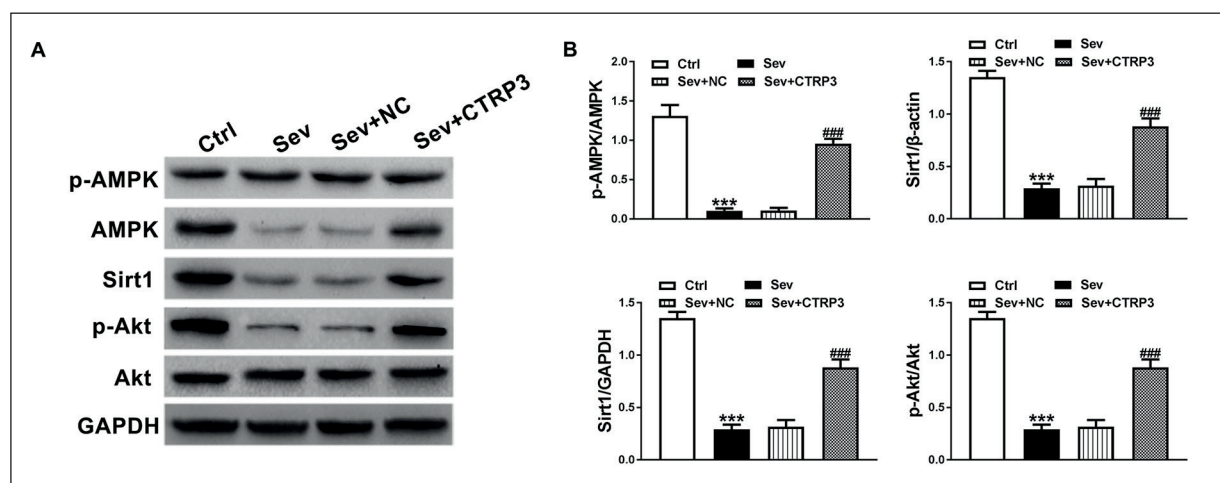 A
Ctrl
Sev
Sev+NC
Sev+CTRP3
p-AMPK
AMPK
Sirt1
p-Akt
Akt
GAPDH
B
Ctrl Sev
Sev+NC Sev+CTRP3
p-AMPK/AMPK
2.0
1.5
1.0
0.5
0.0
***
###
Ctrl Sev
Sev+NC Sev+CTRP3
Sirt1/β-actin
1.5
1.0
0.5
0.0
***
###
Ctrl Sev
Sev+NC Sev+CTRP3
Sirt1/GAPDH
1.5
1.0
0.5
0.0
***
###
Ctrl Sev
Sev+NC Sev+CTRP3
p-Akt/Akt
1.5
1.0
0.5
0.0
***
###